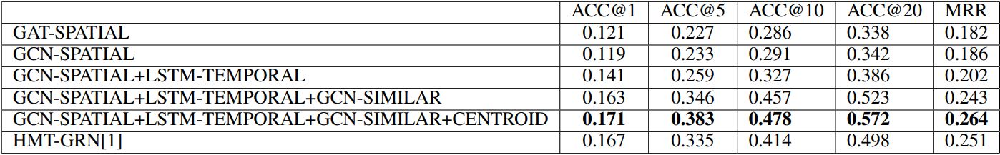 ACC@1 ACC@5 ACC@10 ACC@20 MRR
GAT-SPATIAL 0.121 0.227 0.286 0.338 0.182
GCN-SPATIAL 0.119 0.233 0.291 0.342 0.186
GCN-SPATIAL+LSTM-TEMPORAL 0.141 0.259 0.327 0.386 0.202
GCN-SPATIAL+LSTM-TEMPORAL+GCN-SIMILAR 0.163 0.346 0.457 0.523 0.243
GCN-SPATIAL+LSTM-TEMPORAL+GCN-SIMILAR+CENTROID 0.171 0.383 0.478 0.572 0.264
HMT-GRN[1] 0.167 0.335 0.414 0.498 0.251